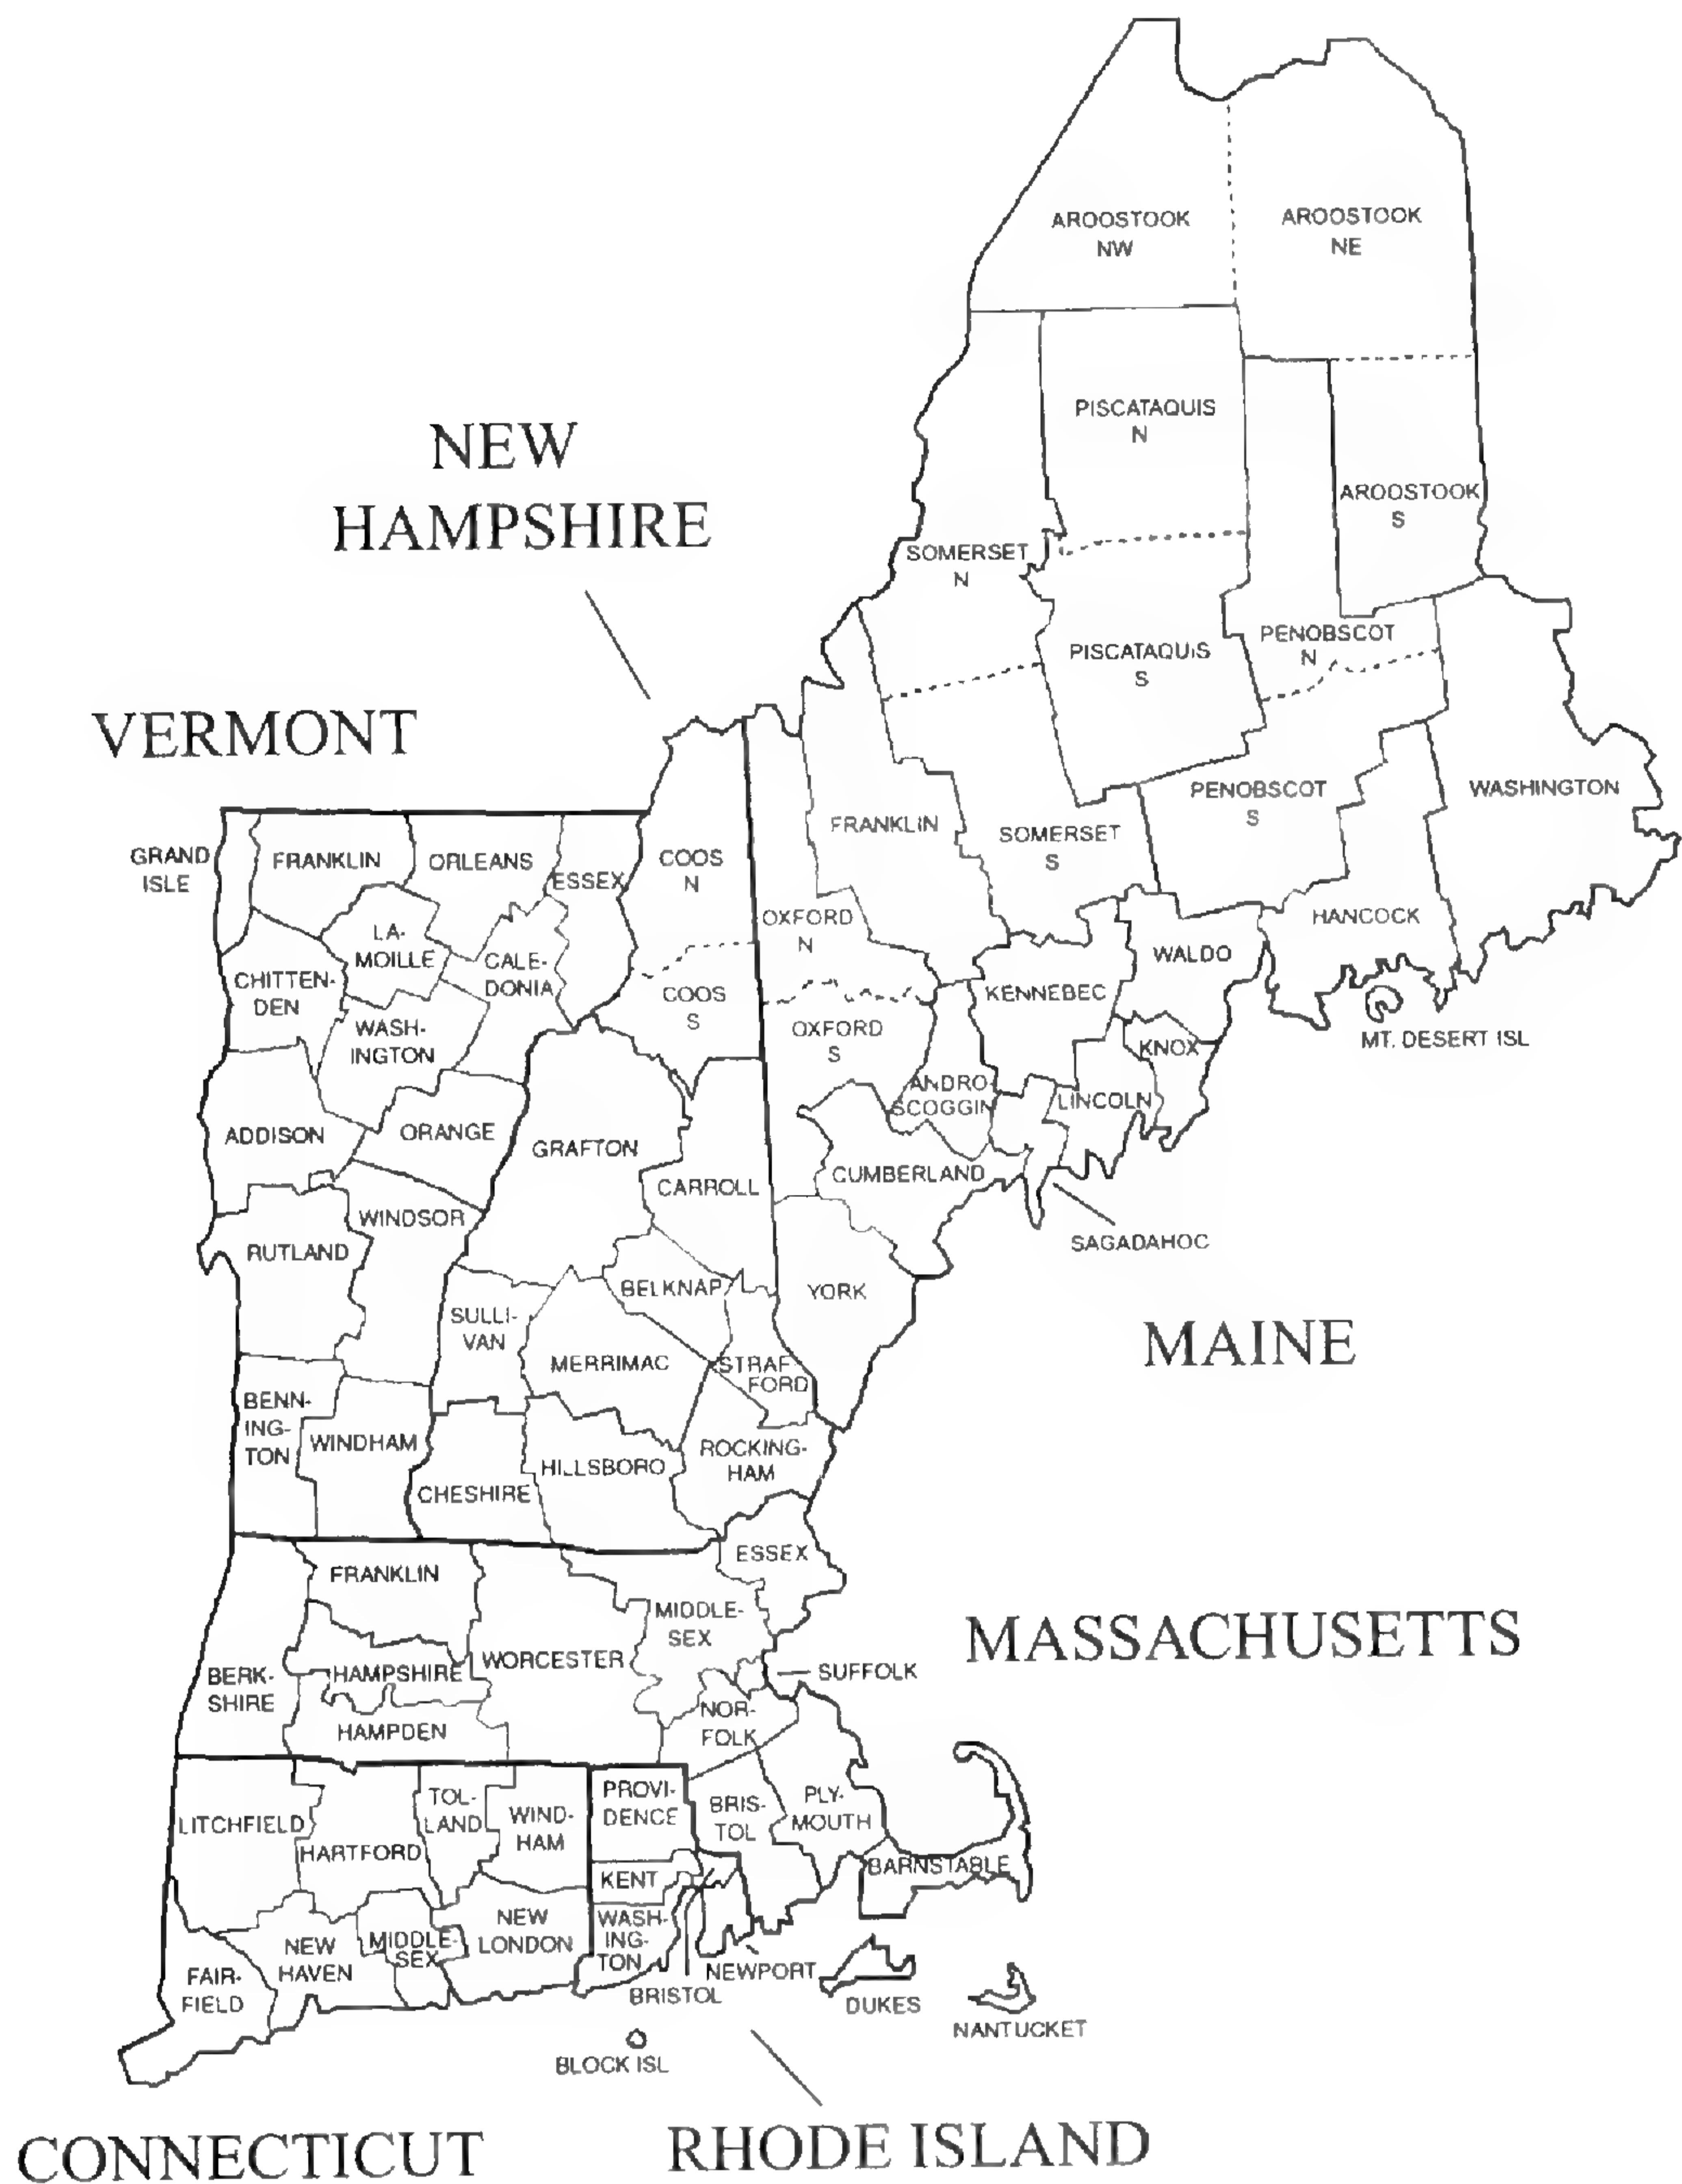 AROOSTOOK
NW
AROOSTOOK
NE
PISCATAQUIS
N
NEW
HAMPSHIRE
AROOSTOOK
S
SOMERSET
N
PENOBSCOT
N
PISCATAQUIS
S
VERMONT
PENOBSCOT
S
WASHINGTON
FRANKLIN
SOMERSET
S
GRAND
ISLE
FRANKLIN
ORLEANS
ESSEX
COOS
N
OXFORD
N
HANCOCK
LA-
MOILLE
WALDO
CALE-
DONIA
CHITTEN-
DEN
COOS
S
KENNEBEC
OXFORD
S
WASH-
INGTON
KNOX
MT. DESERT ISL
ANDRO-
SCOGGIN
LINCOLN
ADDISON
ORANGE
GRAFTON
CUMBERLAND
CARROLL
WINDSOR
RUTLAND
SAGADAHOC
BELKNAP
YORK
SULLI-
VAN
MAINE
MERRIMAC
STRAF
FORD
BENN-
ING-
TON
WINDHAM
ROCKING-
HAM
HILLSBORO
CHESHIRE
ESSEX
FRANKLIN
MIDDLE-
SEX
MASSACHUSETTS
WORCESTER
SUFFOLK
BERK-
SHIRE
HAMPSHIRE
NOR-
FOLK
HAMPDEN
PROVI-
DENCE
TOL-
LAND
WIND-
HAM
BRIS-
TOL
PLY-
MOUTH
LITCHFIELD
HARTFORD
BARNSTABLE
KENT
NEW
LONDON
WASH-
ING-
TON
MIDDLE-
SEX
NEW
HAVEN
FAIR-
FIELD
NEWPORT
BRISTOL
DUKES
NANTUCKET
BLOCK ISL
CONNECTICUT
RHODE ISLAND